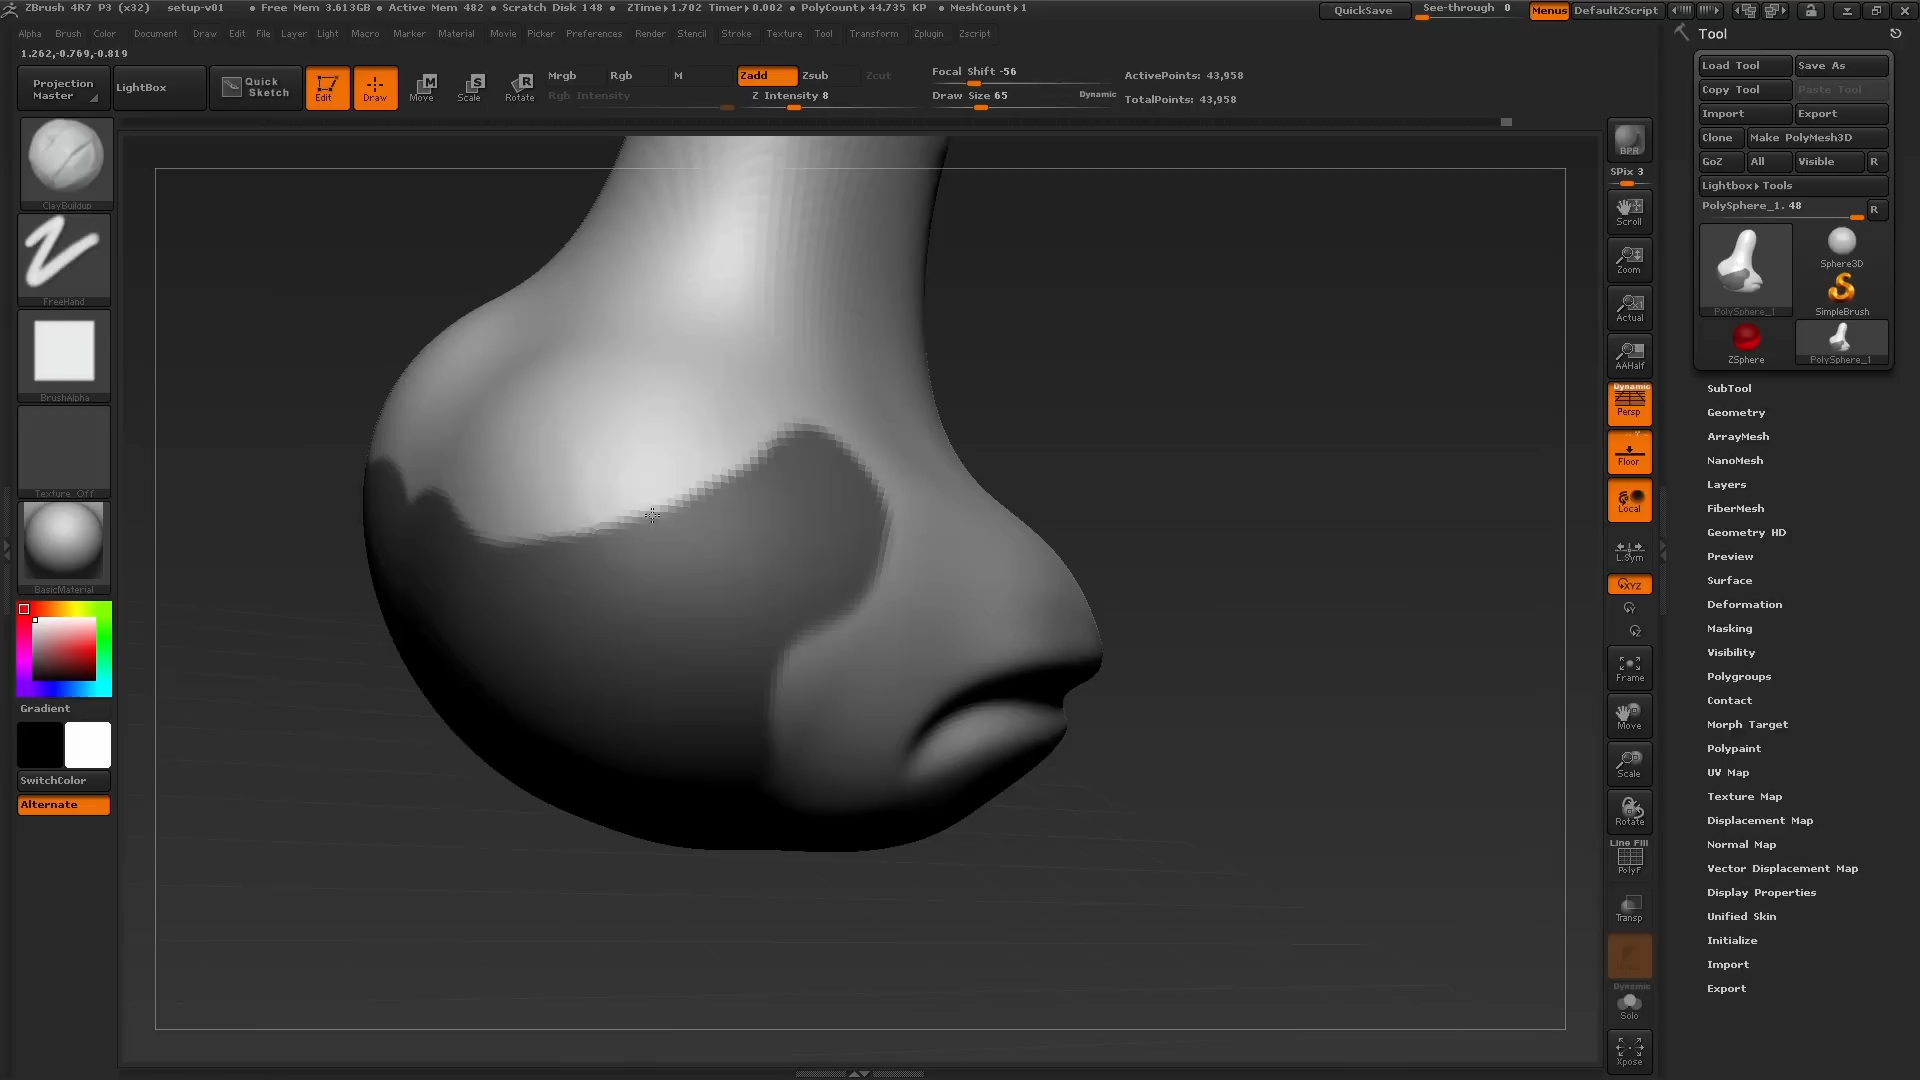 ZBrush 4R7 P3 (x32) setup-v01 • Free Mem 3.613GB • Active Mem 482 • Scratch Disk 148 • ZTime▸1.702 Timer▸0.002 • PolyCount▸44.735 KP • MeshCount▸1 QuickSave See-through 0 Menus DefaultZScript
Alpha Brush Color Document Draw Edit File Layer Light Macro Marker Material Movie Picker Preferences Render Stencil Stroke Texture Tool Transform Zplugin Zscript
1.262,-0.769,-0.819
Projection
Master
LightBox
Quick
Sketch
Edit
Draw
Move
Scale
Rotate
M
S
R
Mrgb Rgb M Zadd Zsub Zcut
Rgb Intensity Z Intensity 8
Focal Shift -56
Draw Size 65 Dynamic
ActivePoints: 43,958
TotalPoints: 43,958
ClayBuildup
FreeHand
BrushAlpha
Texture Off
BasicMaterial
Gradient
SwitchColor
Alternate
BPR
SPix 3
Scroll
Zoom
Actual
AAHalf
Dynamic
Persp
Floor
Local
L.Sym
XYZ
Y
Z
Frame
Move
Scale
Rotate
Line Fill
PolyF
Transp
Dynamic
Solo
Xpose
Tool
Load Tool Save As
Copy Tool Paste Tool
Import Export
Clone Make PolyMesh3D
GoZ All Visible R
Lightbox▸Tools
PolySphere_1. 48 R
PolySphere_1
Sphere3D
SimpleBrush
ZSphere
PolySphere_1
SubTool
Geometry
ArrayMesh
NanoMesh
Layers
FiberMesh
Geometry HD
Preview
Surface
Deformation
Masking
Visibility
Polygroups
Contact
Morph Target
Polypaint
UV Map
Texture Map
Displacement Map
Normal Map
Vector Displacement Map
Display Properties
Unified Skin
Initialize
Import
Export